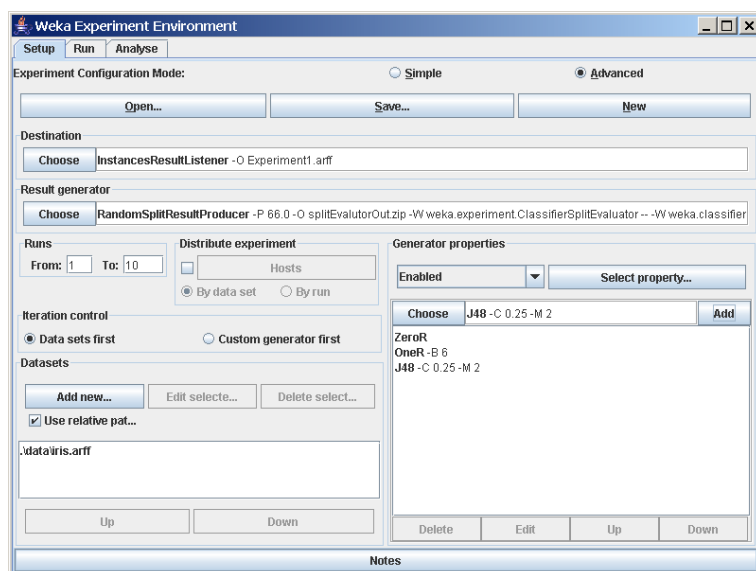 Weka Experiment Environment
Setup Run Analyse
Experiment Configuration Mode: Simple Advanced
Open... Save... New
Destination
Choose InstancesResultListener -O Experiment1.arff
Result generator
Choose RandomSplitResultProducer -P 66.0 -O splitEvalutorOut.zip -W weka.experiment.ClassifierSplitEvaluator -- -W weka.classifier
Runs
From: 1 To: 10
Distribute experiment
Hosts
By data set By run
Generator properties
Enabled Select property...
Choose J48 -C 0.25 -M 2 Add
ZeroR
OneR -B 6
J48 -C 0.25 -M 2
Delete Edit Up Down
Iteration control
Data sets first Custom generator first
Datasets
Add new... Edit selecte... Delete select...
Use relative pat...
.\data\iris.arff
Up Down
Notes